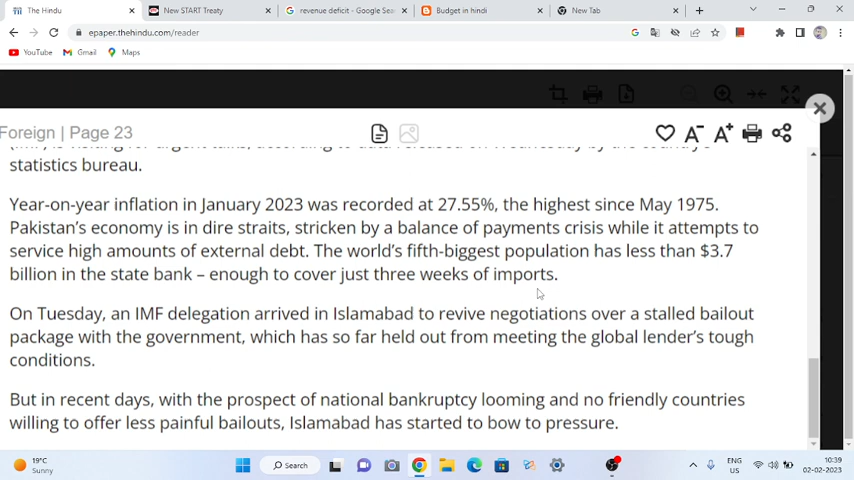 The Hindu
New START Treaty
revenue deficit - Google Sea
Budget in hindi
New Tab
epaper.thehindu.com/reader
YouTube
Gmail
Maps
Foreign | Page 23
A-
A+
statistics bureau.
Year-on-year inflation in January 2023 was recorded at 27.55%, the highest since May 1975.
Pakistan's economy is in dire straits, stricken by a balance of payments crisis while it attempts to
service high amounts of external debt. The world's fifth-biggest population has less than $3.7
billion in the state bank – enough to cover just three weeks of imports.
On Tuesday, an IMF delegation arrived in Islamabad to revive negotiations over a stalled bailout
package with the government, which has so far held out from meeting the global lender's tough
conditions.
But in recent days, with the prospect of national bankruptcy looming and no friendly countries
willing to offer less painful bailouts, Islamabad has started to bow to pressure.
19°C
Sunny
Search
ENG
US
10:39
02-02-2023